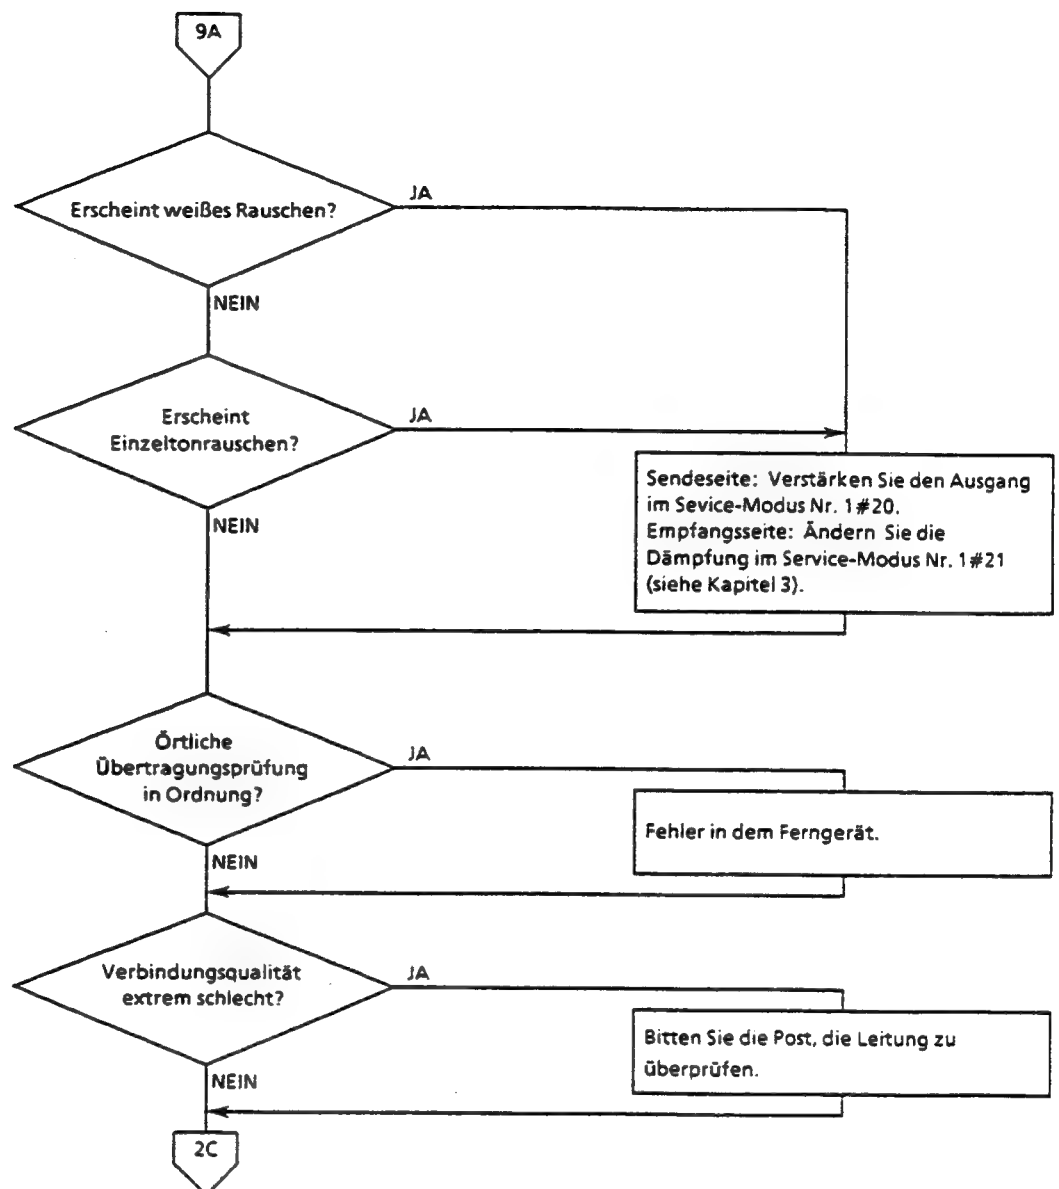 9A
Erscheint weißes Rauschen?
JA
NEIN
Erscheint
Einzeltonrauschen?
JA
NEIN
Sendeseite: Verstärken Sie den Ausgang
im Sevice-Modus Nr. 1#20.
Empfangsseite: Ändern Sie die
Dämpfung im Service-Modus Nr. 1#21
(siehe Kapitel 3).
Örtliche
Übertragungsprüfung
in Ordnung?
JA
NEIN
Fehler in dem Ferngerät.
Verbindungsqualität
extrem schlecht?
JA
NEIN
Bitten Sie die Post, die Leitung zu
überprüfen.
2C